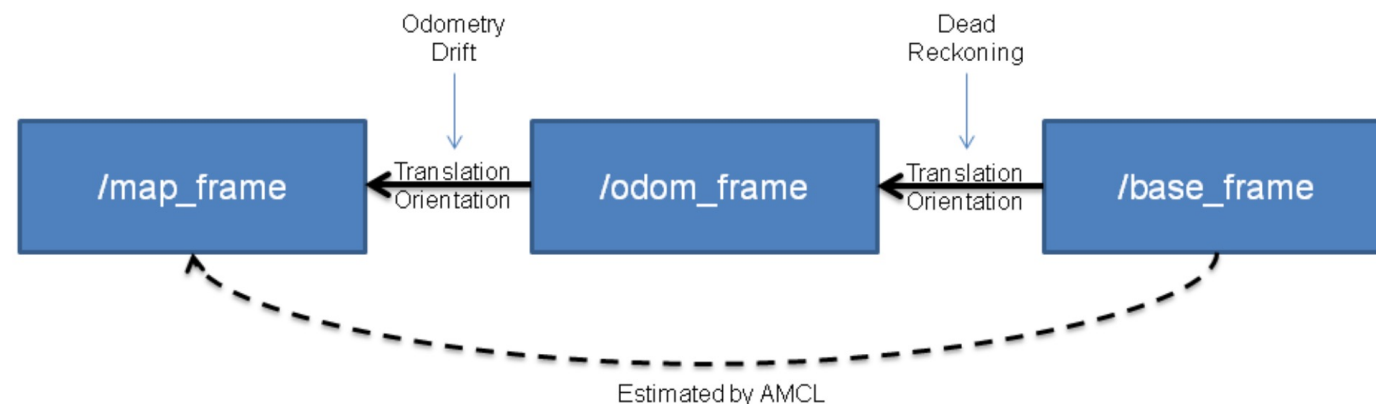 Odometry
Drift
Dead
Reckoning
/map_frame
Translation
Orientation
/odom_frame
Translation
Orientation
/base_frame
Estimated by AMCL